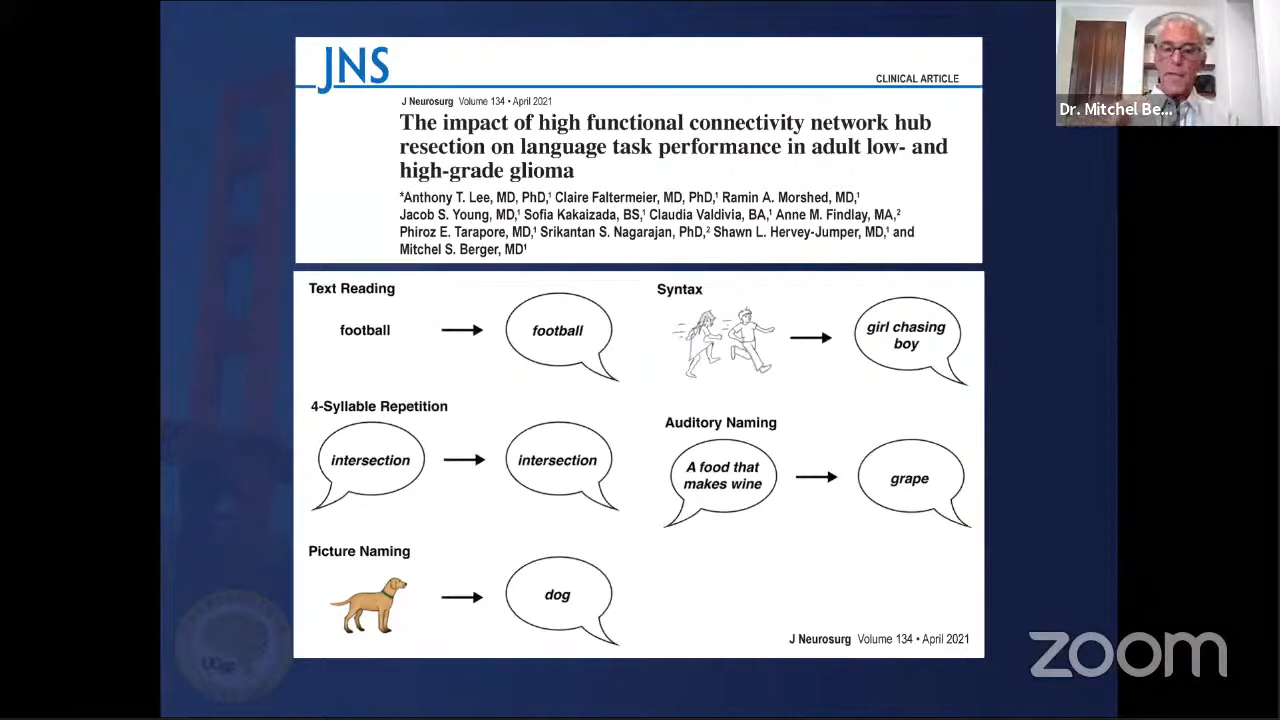 JNS
CLINICAL ARTICLE
J Neurosurg Volume 134 • April 2021
The impact of high functional connectivity network hub
resection on language task performance in adult low- and
high-grade glioma
*Anthony T. Lee, MD, PhD,¹ Claire Faltermeier, MD, PhD,¹ Ramin A. Morshed, MD,¹
Jacob S. Young, MD,¹ Sofia Kakaizada, BS,¹ Claudia Valdivia, BA,¹ Anne M. Findlay, MA,²
Phiroz E. Tarapore, MD,¹ Srikantan S. Nagarajan, PhD,² Shawn L. Hervey-Jumper, MD,¹ and
Mitchel S. Berger, MD¹
Dr. Mitchel Be...
Text Reading
football
football
4-Syllable Repetition
intersection
intersection
Picture Naming
dog
Syntax
girl chasing
boy
Auditory Naming
A food that
makes wine
grape
J Neurosurg Volume 134 • April 2021
zoom